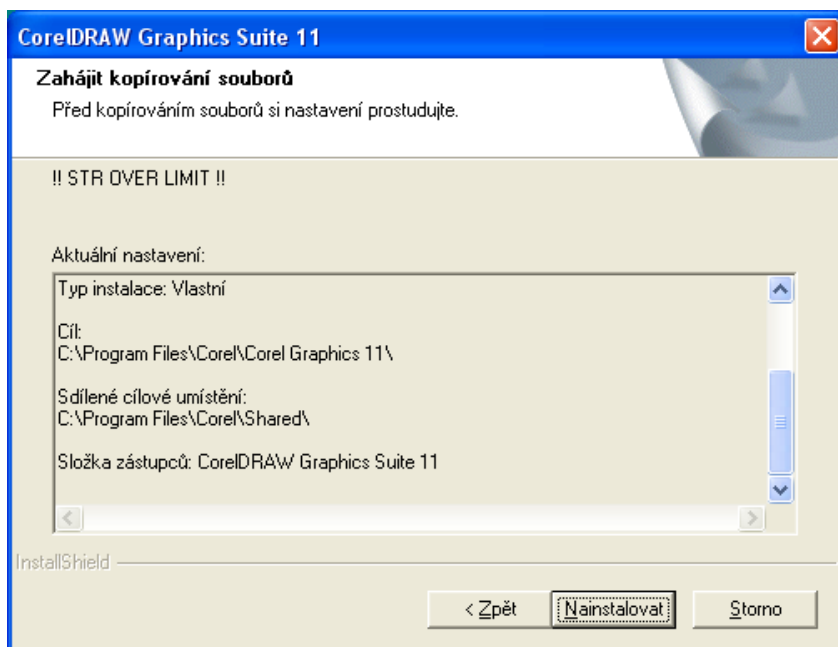 CorelDRAW Graphics Suite 11
Zahájit kopírování souborů
Před kopírováním souborů si nastavení prostudujte.
!! STR OVER LIMIT !!
Aktuální nastavení:
Typ instalace: Vlastní
Cíl:
C:\Program Files\Corel\Corel Graphics 11\
Sdílené cílové umístění:
C:\Program Files\Corel\Shared\
Složka zástupců: CorelDRAW Graphics Suite 11
InstallShield
< Zpět Nainstalovat Storno